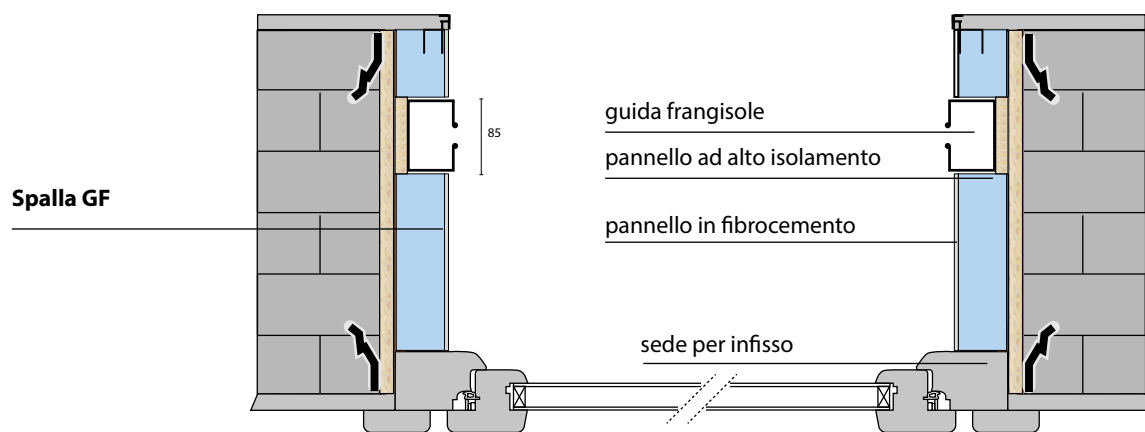 guida frangisole
85
pannello ad alto isolamento
Spalla GF
pannello in fibrocemento
sede per infisso